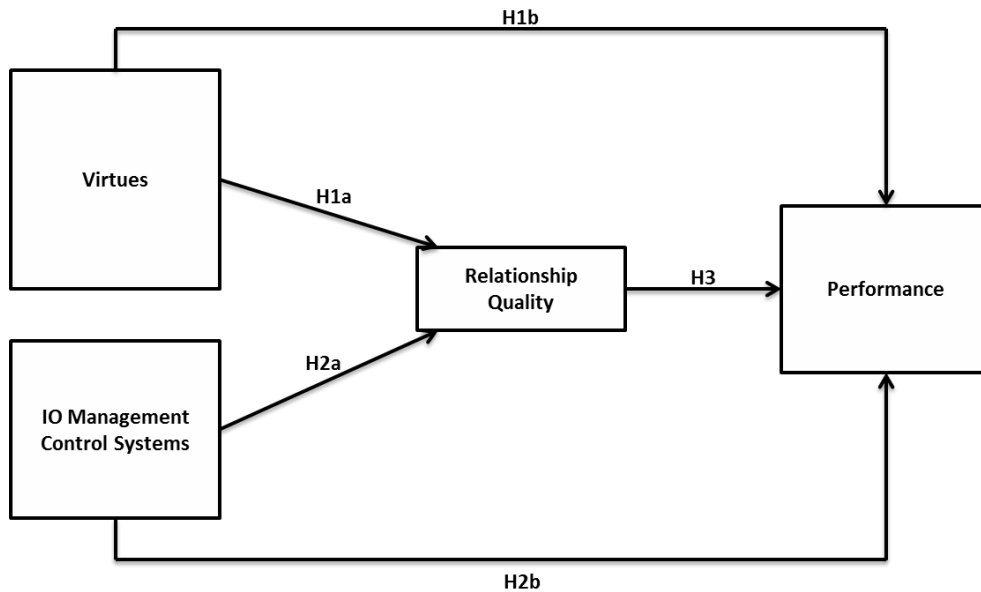 H1b
Virtues
H1a
Relationship
Quality
H3
Performance
H2a
IO Management
Control Systems
H2b